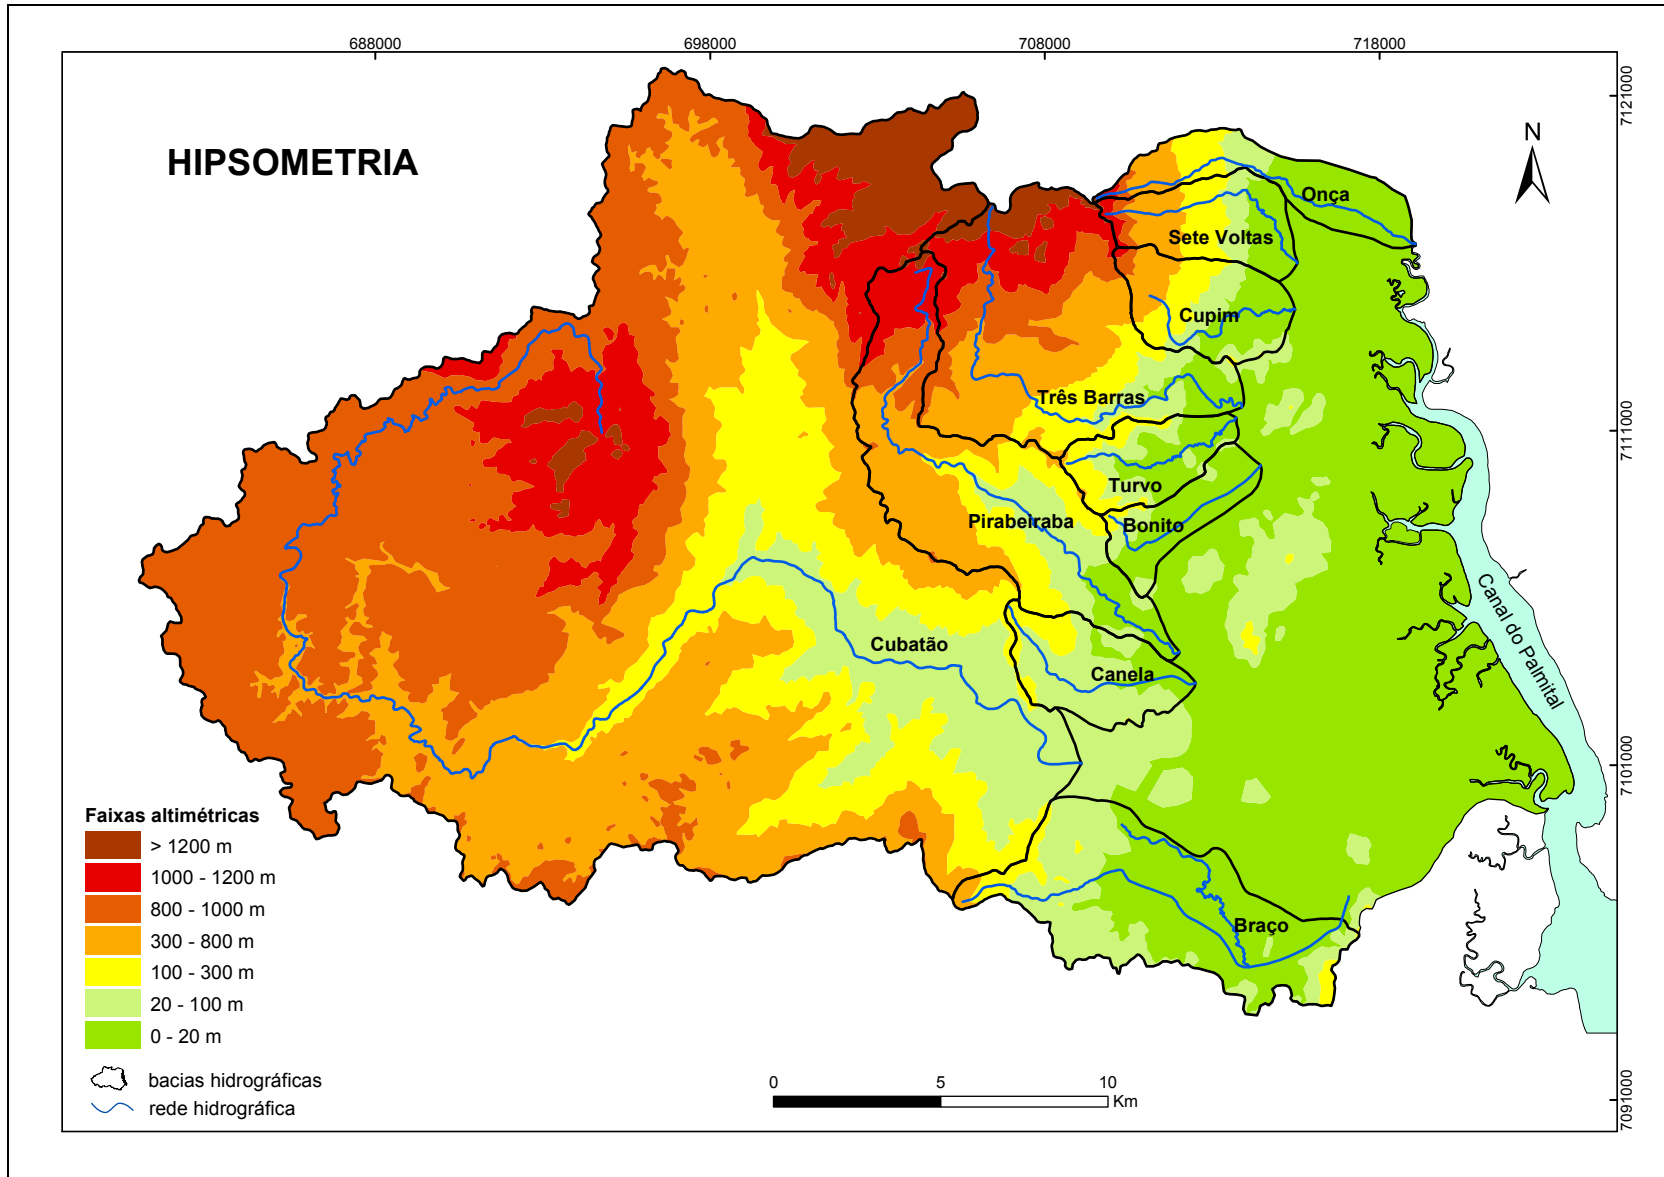 688000 698000 708000 718000
7121000
HIPSOMETRIA
N
Onça
Sete Voltas
Cupim
Três Barras
7111000
Turvo
Pirabeiraba
Bonito
Canal do Palmital
Cubatão
Canela
7101000
Faixas altimétricas
> 1200 m
1000 - 1200 m
800 - 1000 m
300 - 800 m
100 - 300 m
20 - 100 m
0 - 20 m
Braço
bacias hidrográficas
rede hidrográfica
0 5 10
Km
7091000